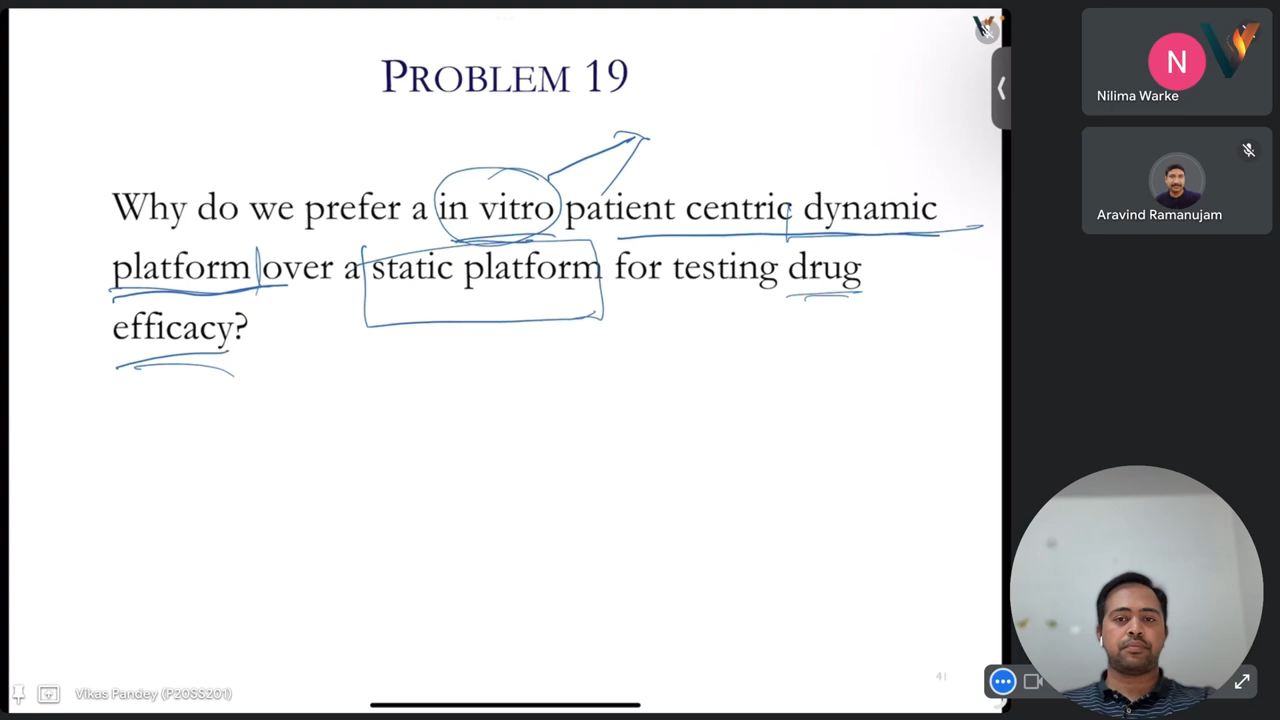 PROBLEM 19
Why do we prefer a in vitro patient centric dynamic
platform over a static platform for testing drug
efficacy?
41
Vikas Pandey (P20SS201)
N
Nilima Warke
Aravind Ramanujam